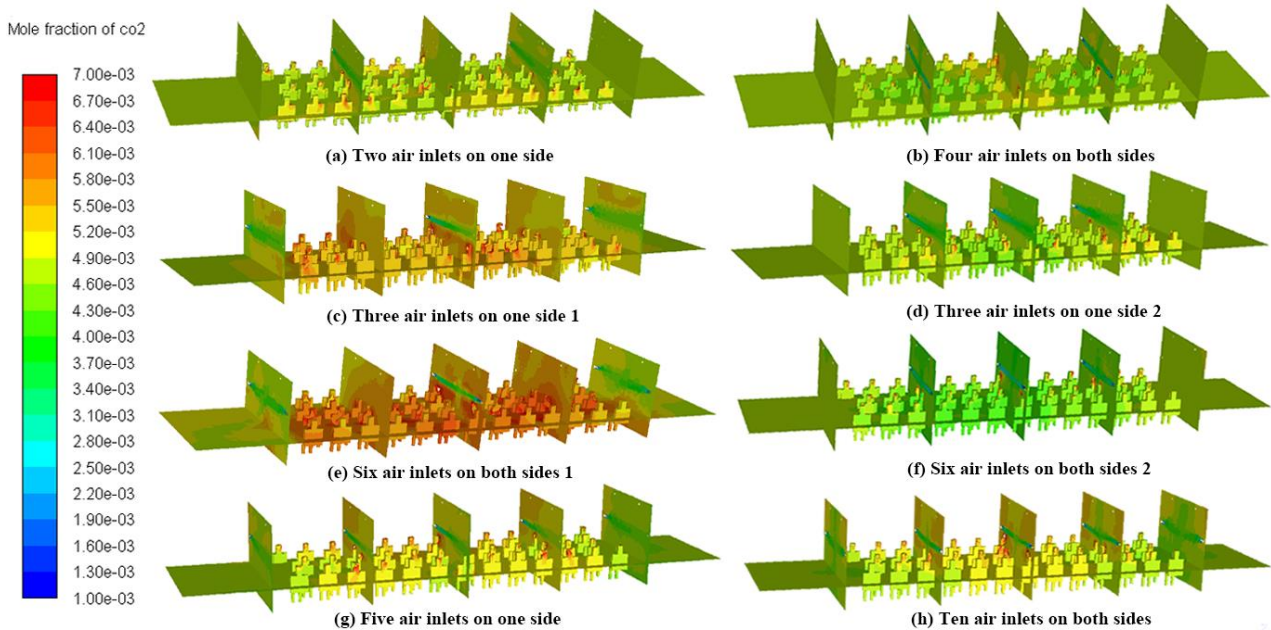 Mole fraction of co2
7.00e-03
6.70e-03
6.40e-03
6.10e-03
5.80e-03
5.50e-03
5.20e-03
4.90e-03
4.60e-03
4.30e-03
4.00e-03
3.70e-03
3.40e-03
3.10e-03
2.80e-03
2.50e-03
2.20e-03
1.90e-03
1.60e-03
1.30e-03
1.00e-03
(a) Two air inlets on one side
(b) Four air inlets on both sides
(c) Three air inlets on one side 1
(d) Three air inlets on one side 2
(e) Six air inlets on both sides 1
(f) Six air inlets on both sides 2
(g) Five air inlets on one side
(h) Ten air inlets on both sides